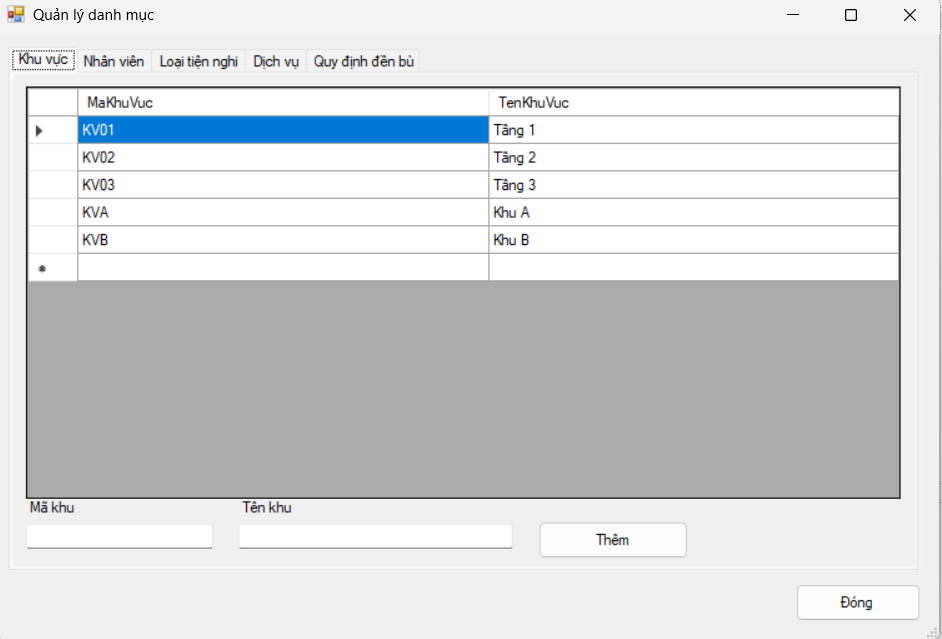 Quản lý danh mục
Khu vực Nhân viên Loại tiện nghi Dịch vụ Quy định đền bù
MaKhuVuc TenKhuVuc
KV01 Tầng 1
KV02 Tầng 2
KV03 Tầng 3
KVA Khu A
KVB Khu B
Mã khu Tên khu
Thêm
Đóng